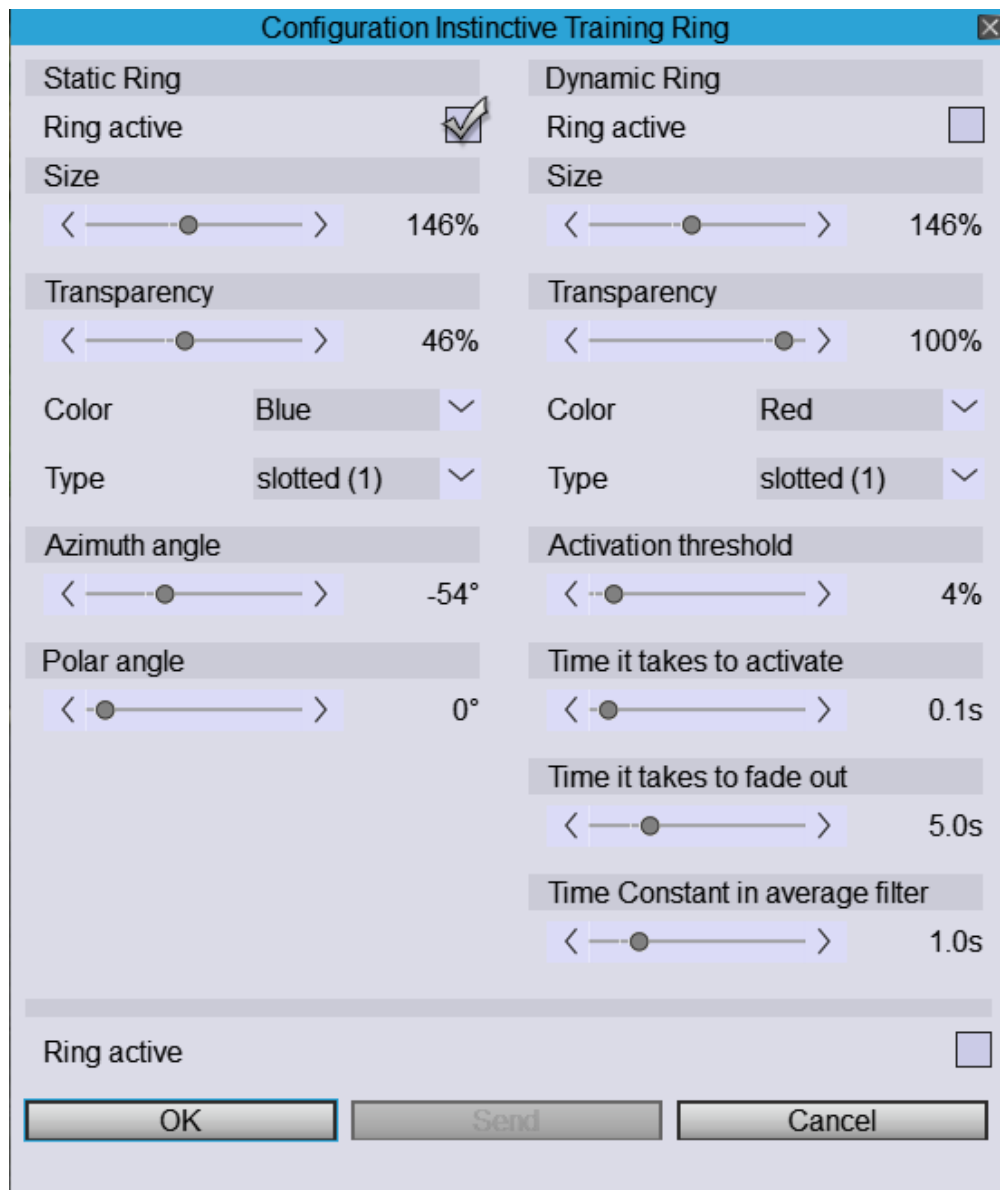 Configuration Instinctive Training Ring
Static Ring
Ring active
Size
146%
Transparency
46%
Color Blue
Type slotted (1)
Azimuth angle
-54°
Polar angle
0°
Dynamic Ring
Ring active
Size
146%
Transparency
100%
Color Red
Type slotted (1)
Activation threshold
4%
Time it takes to activate
0.1s
Time it takes to fade out
5.0s
Time Constant in average filter
1.0s
Ring active
OK Send Cancel